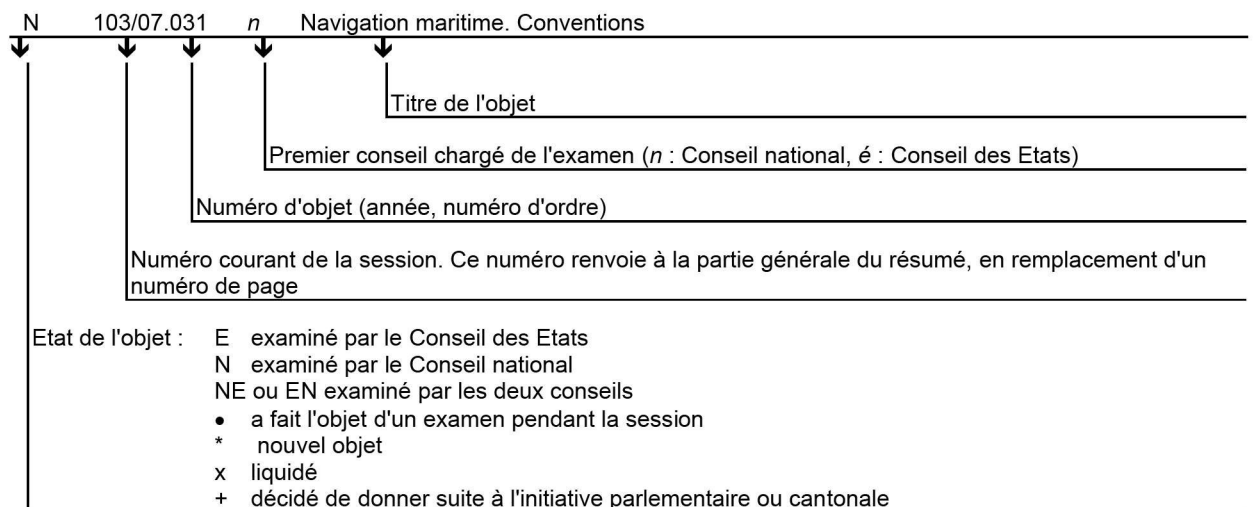 N 103/07.031 n Navigation maritime. Conventions
Titre de l'objet
Premier conseil chargé de l'examen (n : Conseil national, é : Conseil des Etats)
Numéro d'objet (année, numéro d'ordre)
Numéro courant de la session. Ce numéro renvoie à la partie générale du résumé, en remplacement d'un
numéro de page
Etat de l'objet : E examiné par le Conseil des Etats
N examiné par le Conseil national
NE ou EN examiné par les deux conseils
• a fait l'objet d'un examen pendant la session
* nouvel objet
x liquidé
+ décidé de donner suite à l'initiative parlementaire ou cantonale